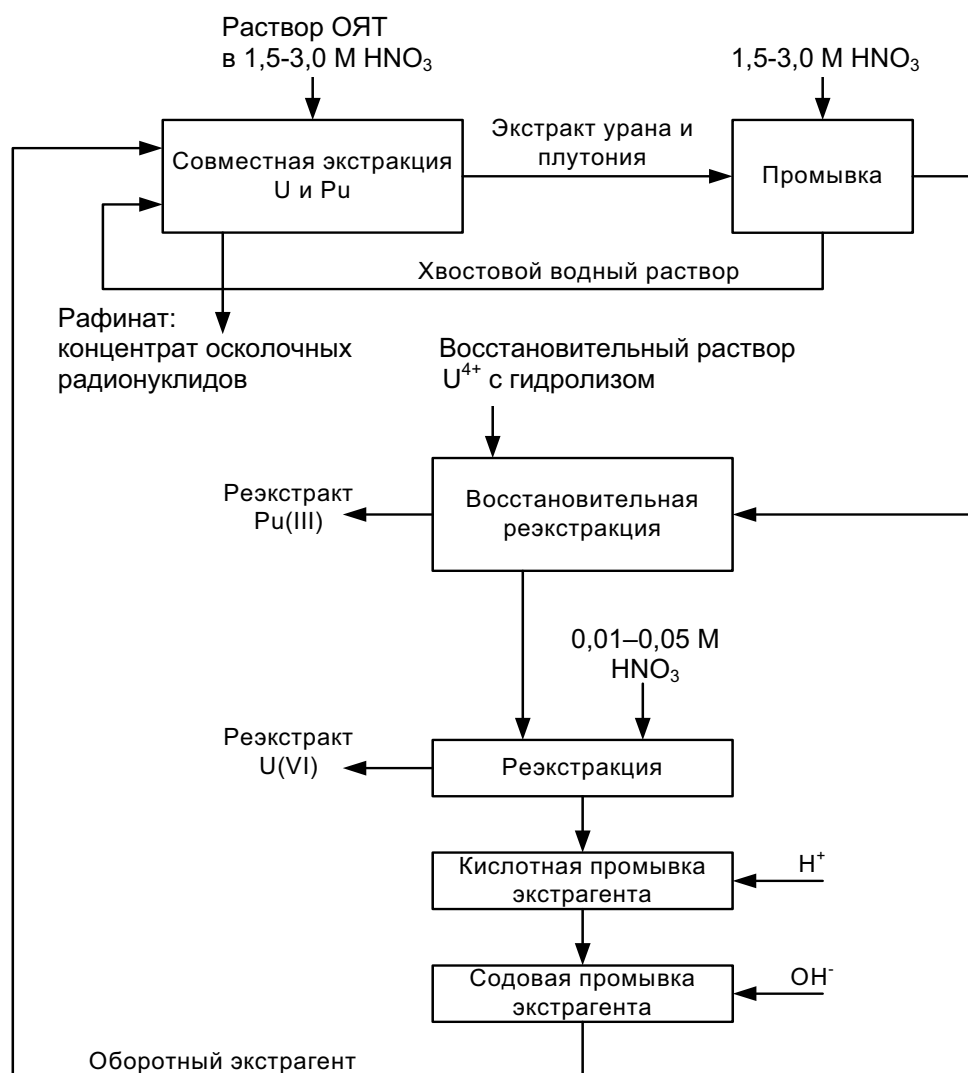 Раствор ОЯТ
в 1,5-3,0 М HNO₃
1,5-3,0 М HNO₃
Совместная экстракция
U и Pu
Экстракт урана и
плутония
Промывка
Хвостовой водный раствор
Рафинат:
концентрат осколочных
радионуклидов
Восстановительный раствор
U⁴⁺ с гидролизом
Реэкстракт
Pu(III)
Восстановительная
реэкстракция
0,01–0,05 М
HNO₃
Реэкстракт
U(VI)
Реэкстракция
Кислотная промывка
экстрагента
H⁺
Содовая промывка
экстрагента
OH⁻
Оборотный экстрагент